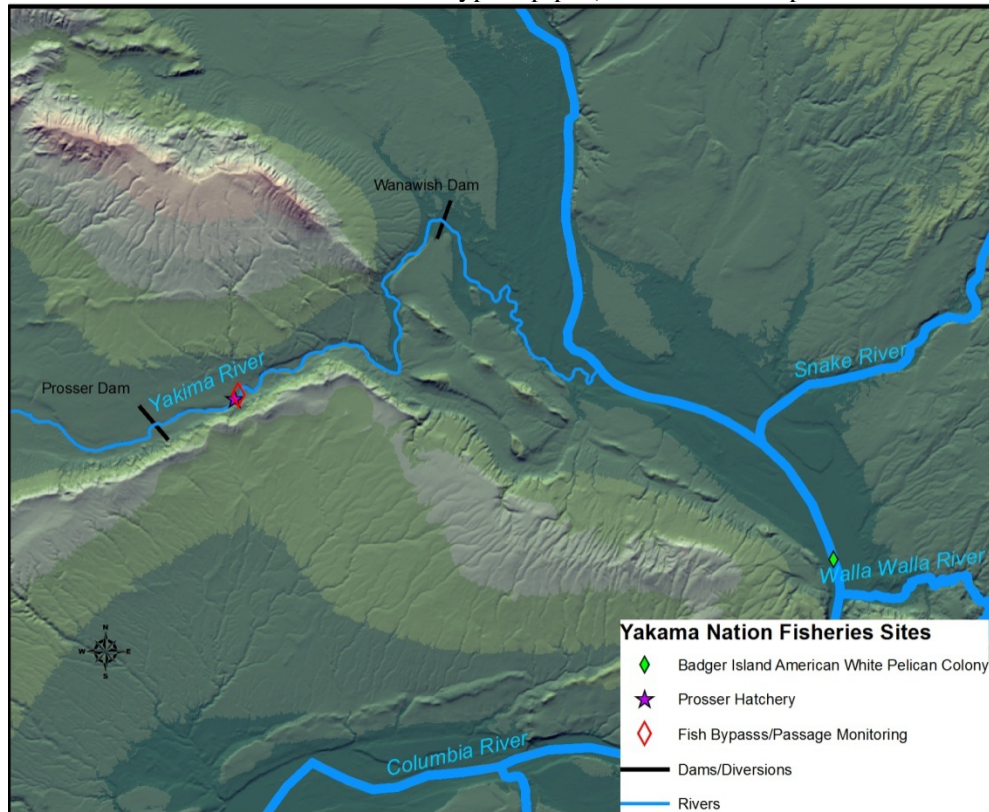 Wanawish Dam
Snake River
Yakima River
Prosser Dam
Walla Walla River
N
W E
S
Columbia River
Yakama Nation Fisheries Sites
Badger Island American White Pelican Colony
Prosser Hatchery
Fish Bypasss/Passage Monitoring
Dams/Diversions
Rivers